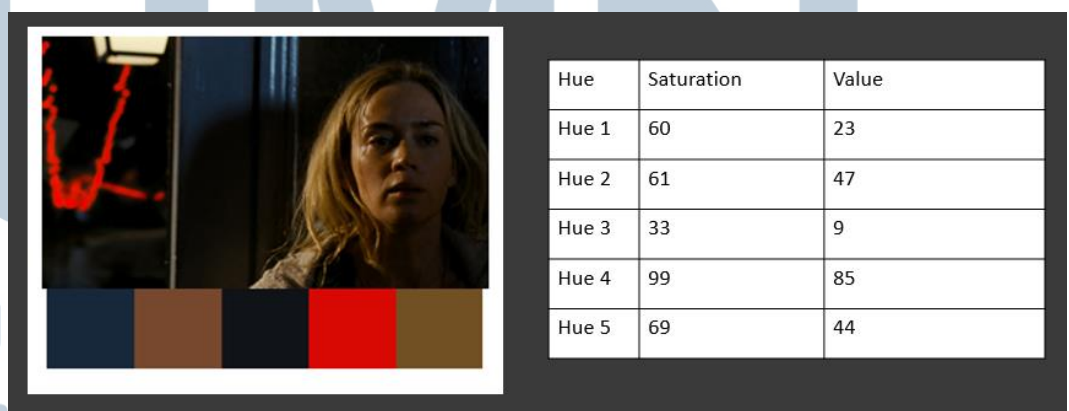 Hue Saturation Value
Hue 1 60 23
Hue 2 61 47
Hue 3 33 9
Hue 4 99 85
Hue 5 69 44